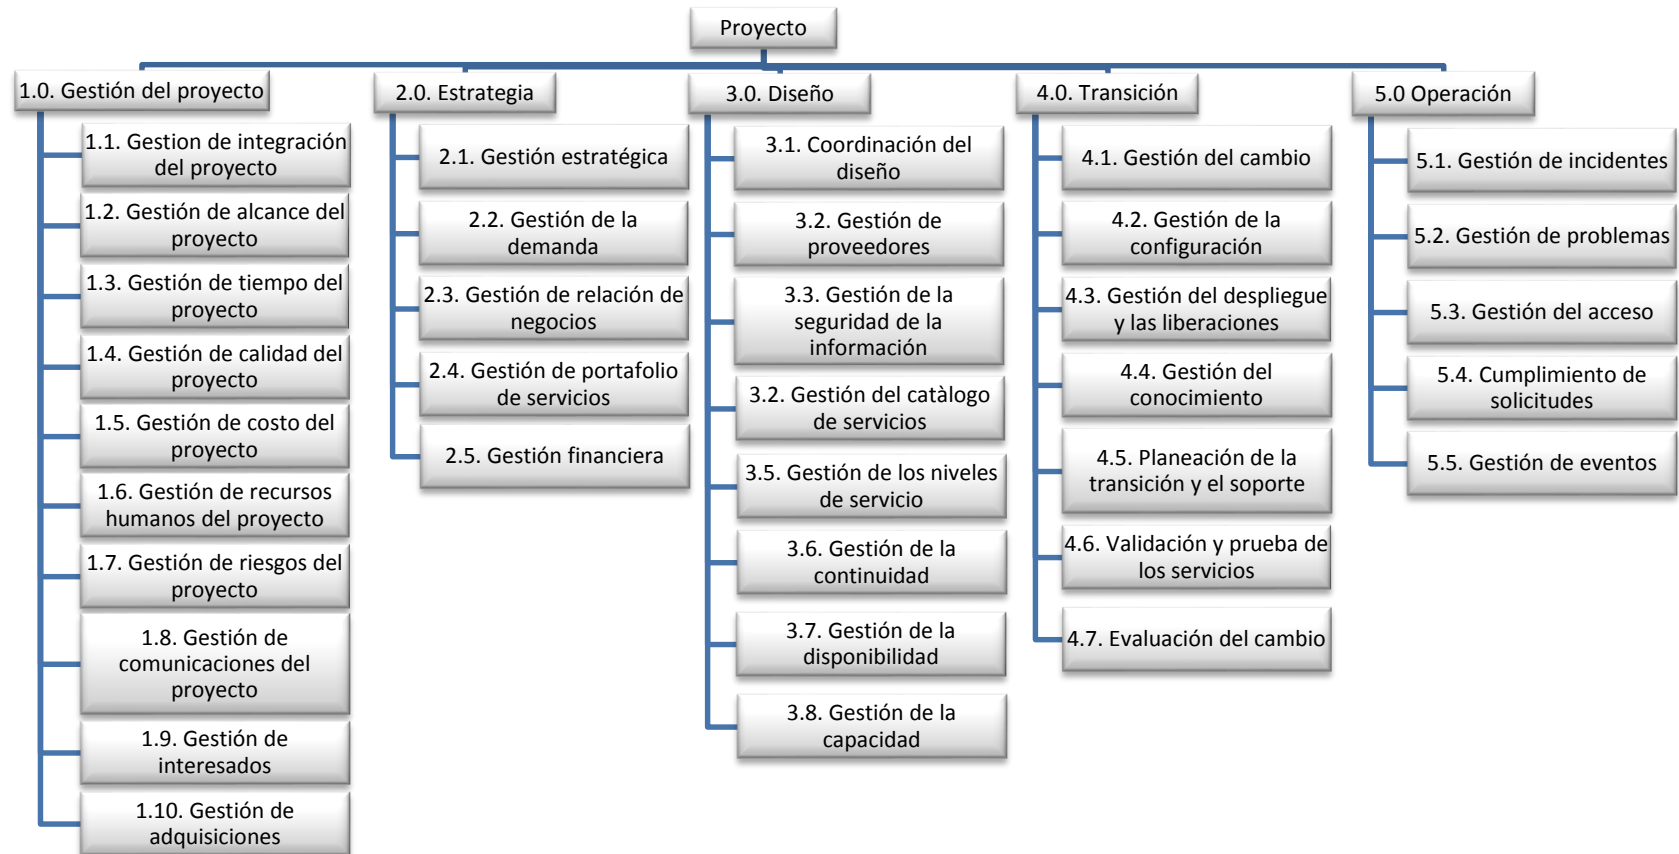 Proyecto
1.0. Gestión del proyecto
1.1. Gestion de integración
del proyecto
1.2. Gestión de alcance del
proyecto
1.3. Gestión de tiempo del
proyecto
1.4. Gestión de calidad del
proyecto
1.5. Gestión de costo del
proyecto
1.6. Gestión de recursos
humanos del proyecto
1.7. Gestión de riesgos del
proyecto
1.8. Gestión de
comunicaciones del
proyecto
1.9. Gestión de
interesados
1.10. Gestión de
adquisiciones
2.0. Estrategia
2.1. Gestión estratégica
2.2. Gestión de la
demanda
2.3. Gestión de relación de
negocios
2.4. Gestión de portafolio
de servicios
2.5. Gestión financiera
3.0. Diseño
3.1. Coordinación del
diseño
3.2. Gestión de
proveedores
3.3. Gestión de la
seguridad de la
información
3.2. Gestión del catàlogo
de servicios
3.5. Gestión de los niveles
de servicio
3.6. Gestión de la
continuidad
3.7. Gestión de la
disponibilidad
3.8. Gestión de la
capacidad
4.0. Transición
4.1. Gestión del cambio
4.2. Gestión de la
configuración
4.3. Gestión del despliegue
y las liberaciones
4.4. Gestión del
conocimiento
4.5. Planeación de la
transición y el soporte
4.6. Validación y prueba de
los servicios
4.7. Evaluación del cambio
5.0 Operación
5.1. Gestión de incidentes
5.2. Gestión de problemas
5.3. Gestión del acceso
5.4. Cumplimiento de
solicitudes
5.5. Gestión de eventos